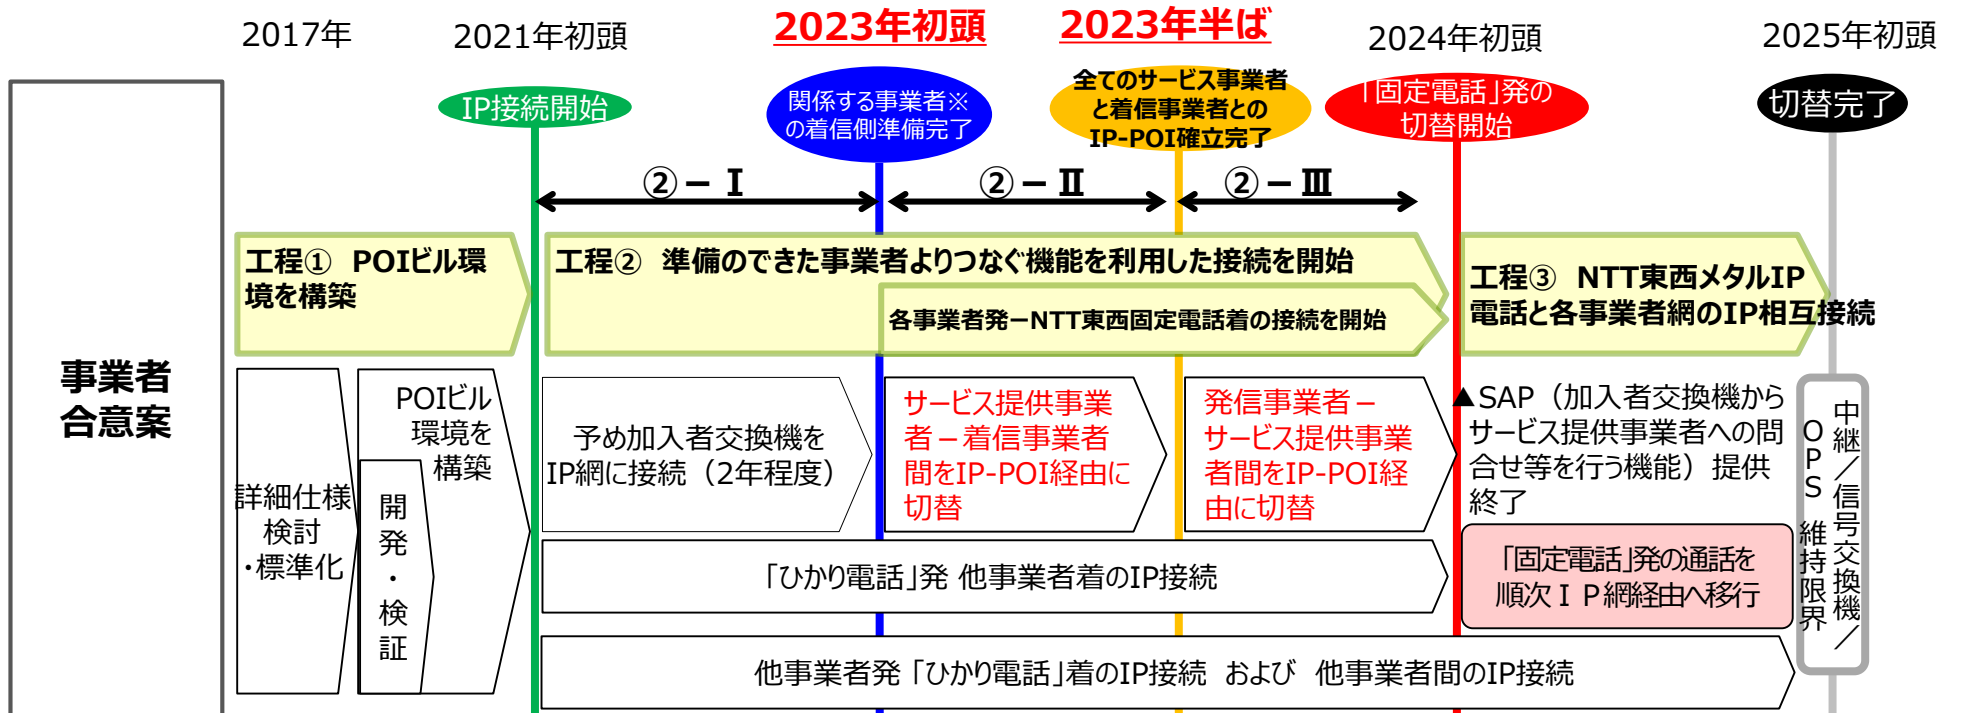 2017年
2021年初頭
2023年初頭
2023年半ば
2024年初頭
2025年初頭
IP接続開始
関係する事業者※
の着信側準備完了
全てのサービス事業者
と着信事業者との
IP-POI確立完了
「固定電話」発の
切替開始
切替完了
②－Ⅰ
②－Ⅱ
②－Ⅲ
事業者
合意案
工程①　POIビル環
境を構築
工程②　準備のできた事業者よりつなぐ機能を利用した接続を開始
各事業者発－NTT東西固定電話着の接続を開始
工程③　NTT東西メタルIP
電話と各事業者網のIP相互接続
詳細仕様
検討
・標準化
POIビル
環境を
構築
開発・検証
予め加入者交換機を
IP網に接続（2年程度）
サービス提供事業
者－着信事業者
間をIP-POI経由に
切替
発信事業者－
サービス提供事業
者間をIP-POI経
由に切替
▲SAP（加入者交換機から
サービス提供事業者への問
合せ等を行う機能）提供
終了
「ひかり電話」発 他事業者着のIP接続
「固定電話」発の通話を
順次ＩＰ網経由へ移行
他事業者発「ひかり電話」着のIP接続 および 他事業者間のIP接続
中継／信号交換機／
OPS 維持限界